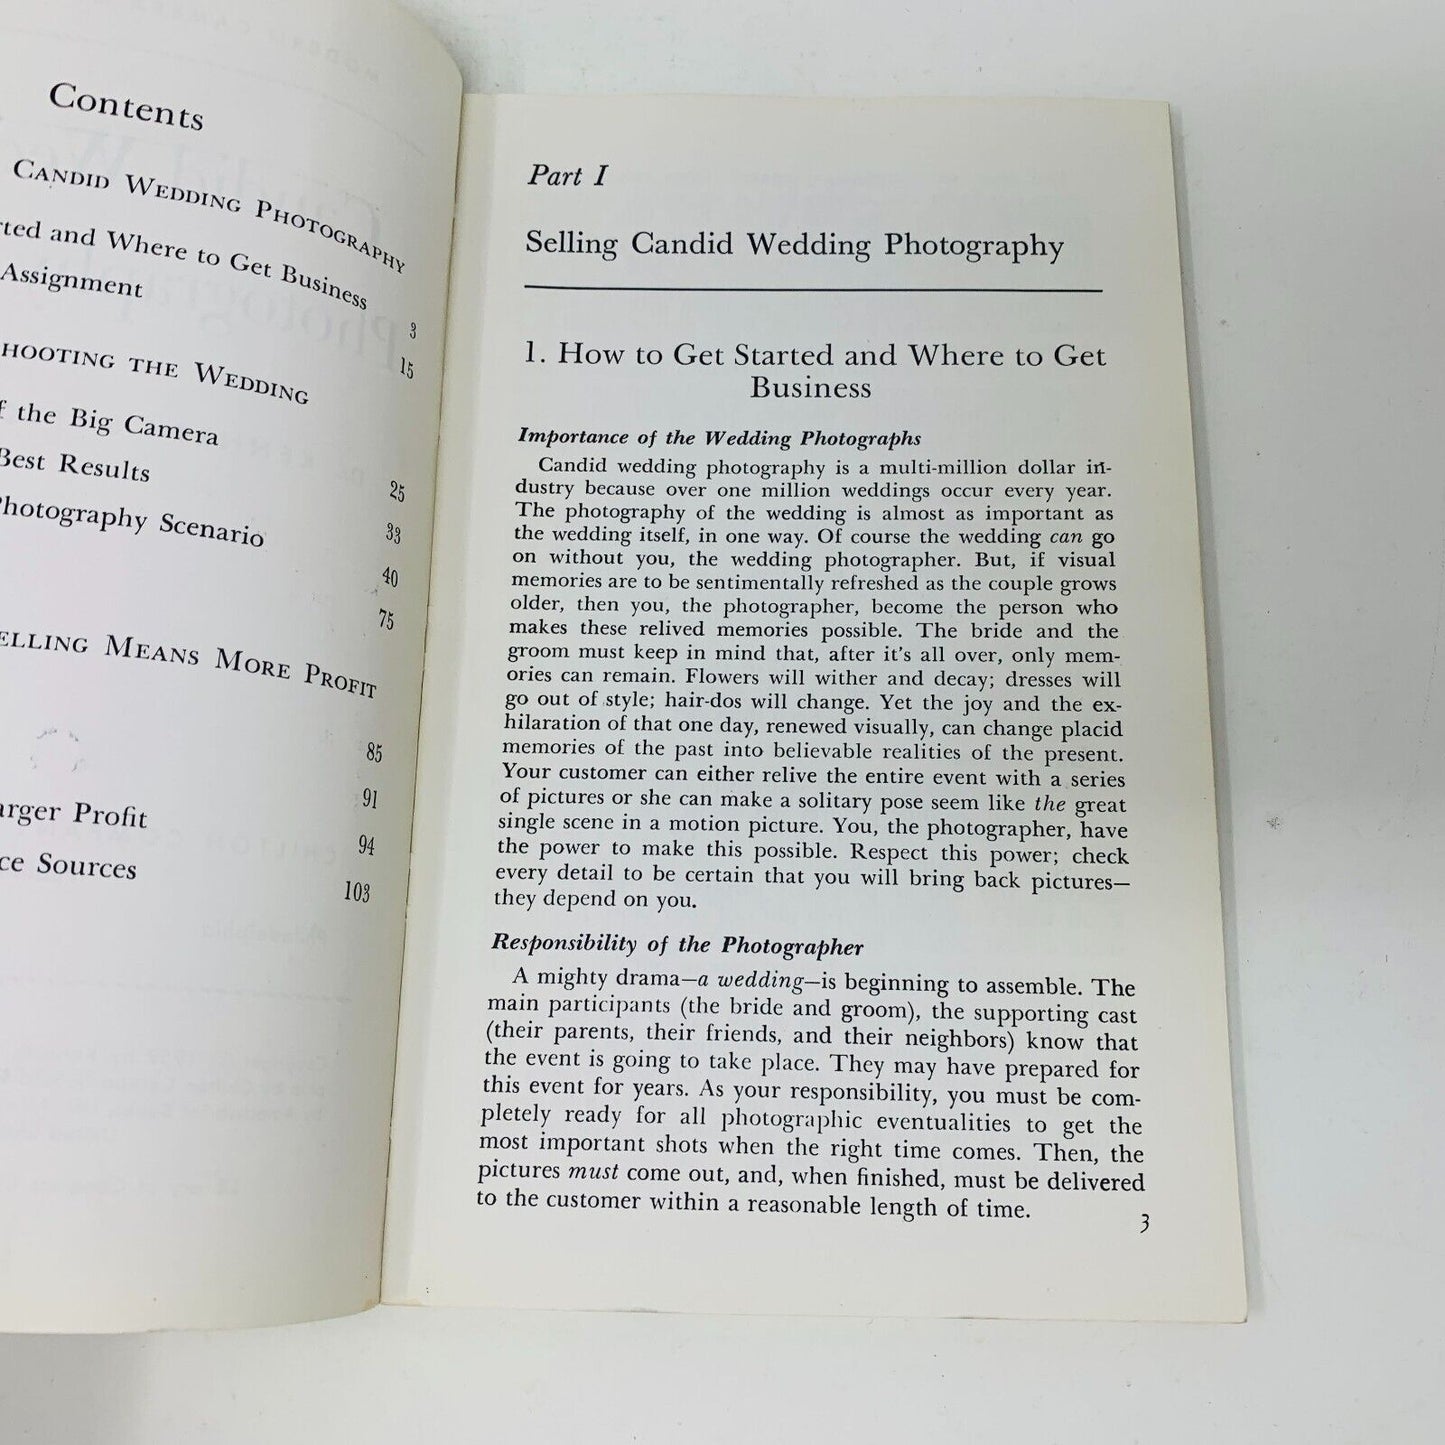 Contents
CANDID WEDDING PHOTOGRAPHY
rted and Where to Get Business 3
Assignment 15
HOOTING THE WEDDING
f the Big Camera 25
Best Results 33
Photography Scenario 40
75
ELLING MEANS MORE PROFIT
85
91
arger Profit 94
ce Sources 103
Part I
Selling Candid Wedding Photography
1. How to Get Started and Where to Get
Business
Importance of the Wedding Photographs
Candid wedding photography is a multi-million dollar in-
dustry because over one million weddings occur every year.
The photography of the wedding is almost as important as
the wedding itself, in one way. Of course the wedding can go
on without you, the wedding photographer. But, if visual
memories are to be sentimentally refreshed as the couple grows
older, then you, the photographer, become the person who
makes these relived memories possible. The bride and the
groom must keep in mind that, after it's all over, only mem-
ories can remain. Flowers will wither and decay; dresses will
go out of style; hair-dos will change. Yet the joy and the ex-
hilaration of that one day, renewed visually, can change placid
memories of the past into believable realities of the present.
Your customer can either relive the entire event with a series
of pictures or she can make a solitary pose seem like the great
single scene in a motion picture. You, the photographer, have
the power to make this possible. Respect this power; check
every detail to be certain that you will bring back pictures—
they depend on you.
Responsibility of the Photographer
A mighty drama—a wedding—is beginning to assemble. The
main participants (the bride and groom), the supporting cast
(their parents, their friends, and their neighbors) know that
the event is going to take place. They may have prepared for
this event for years. As your responsibility, you must be com-
pletely ready for all photographic eventualities to get the
most important shots when the right time comes. Then, the
pictures must come out, and, when finished, must be delivered
to the customer within a reasonable length of time.
3